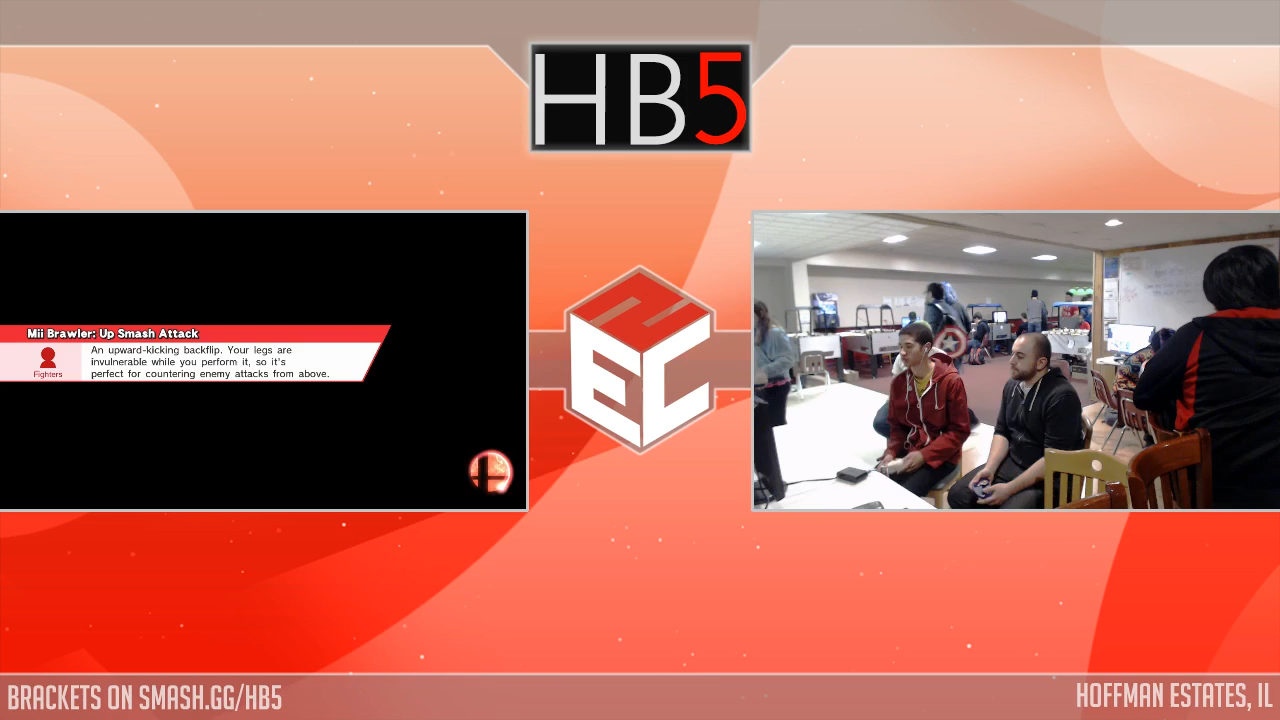 HB5
Mii Brawler: Up Smash Attack
Fighters
An upward-kicking backflip. Your legs are
invulnerable while you perform it, so it's
perfect for countering enemy attacks from above.
EC
BRACKETS ON SMASH.GG/HB5
HOFFMAN ESTATES, IL